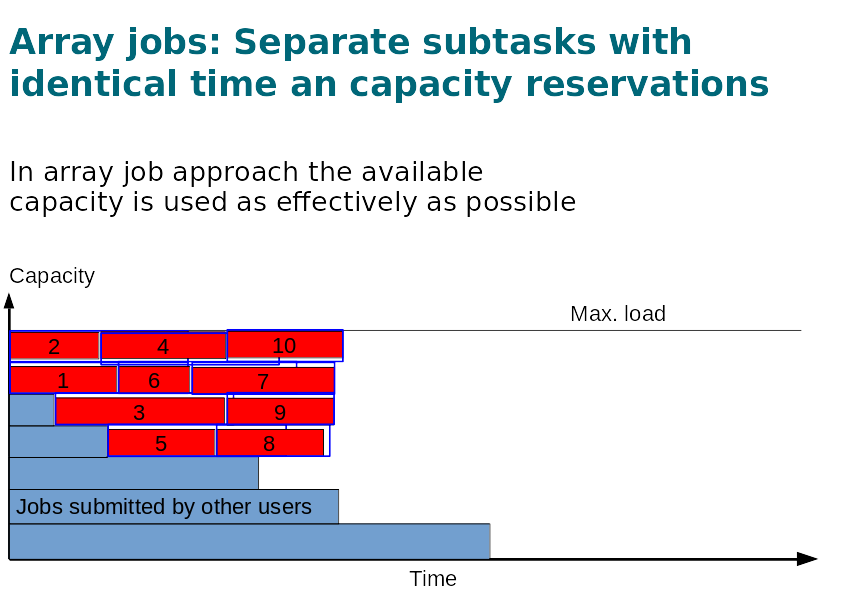 Array jobs: Separate subtasks with
identical time an capacity reservations
In array job approach the available
capacity is used as effectively as possible
Capacity
Max. load
2 4 10
1 6 7
3 9
5 8
Jobs submitted by other users
Time